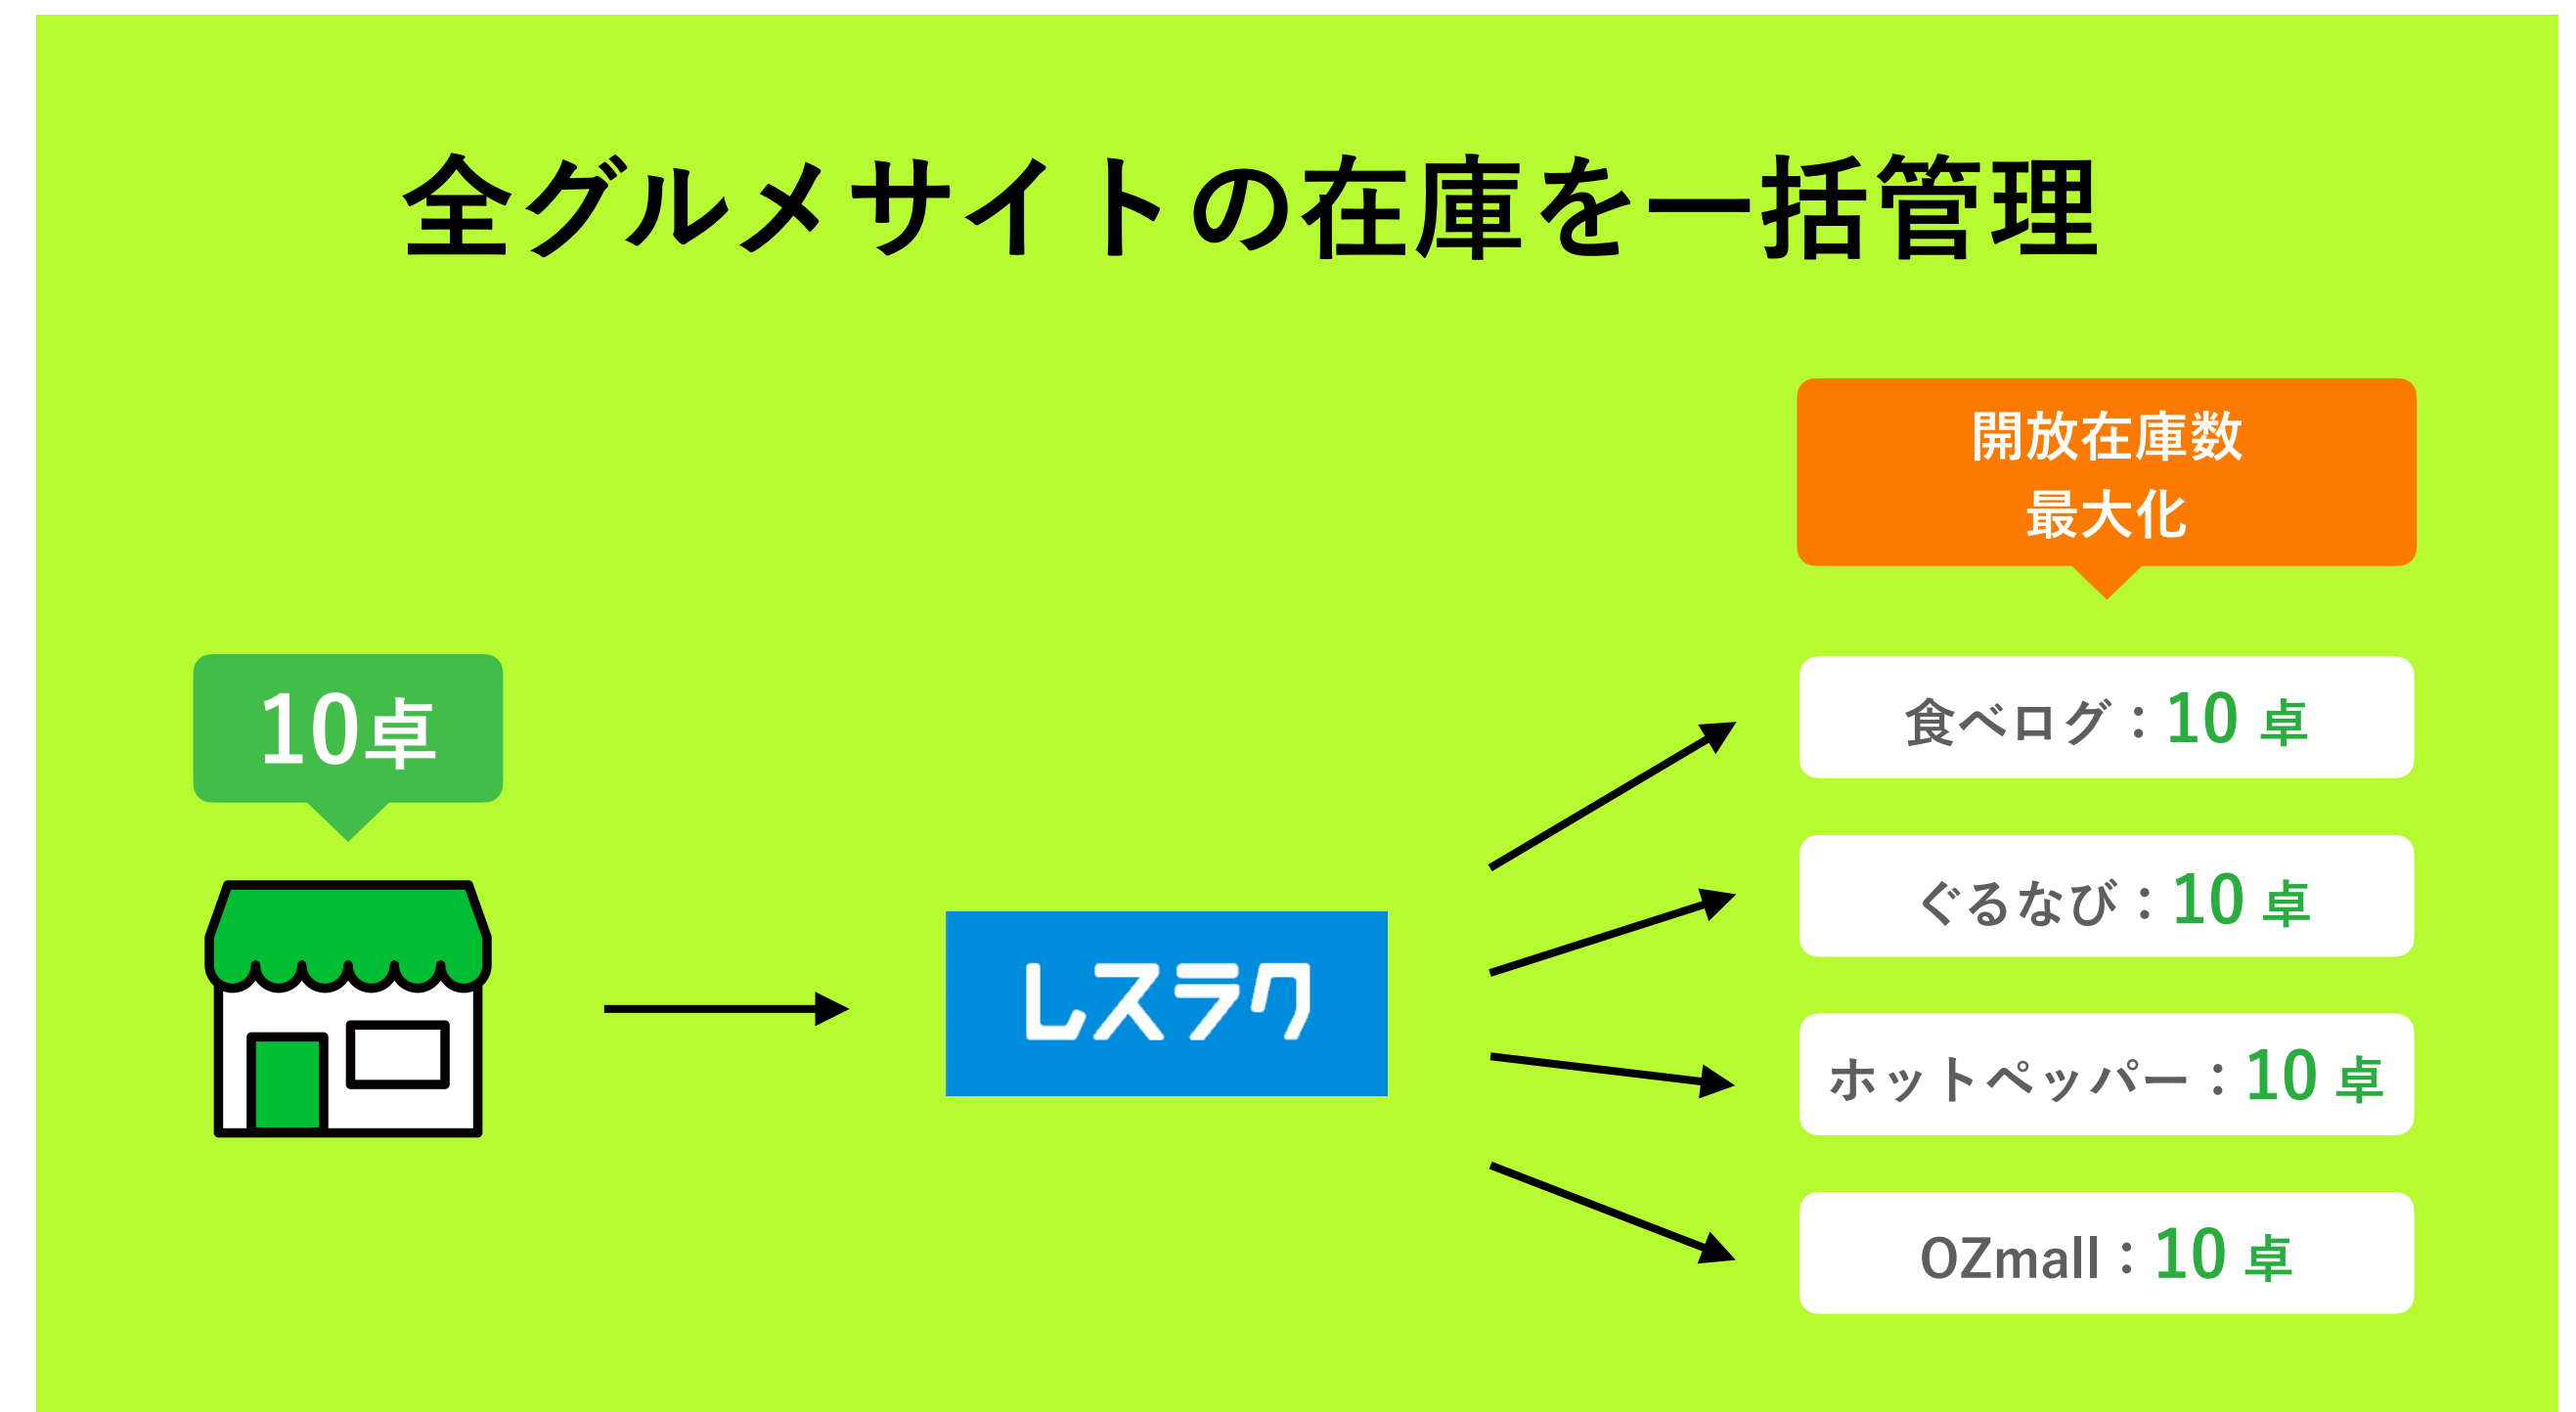 全グルメサイトの在庫を一括管理
開放在庫数
最大化
10卓
食べログ：10 卓
ぐるなび：10 卓
レスラク
ホットペッパー：10 卓
OZmall：10 卓